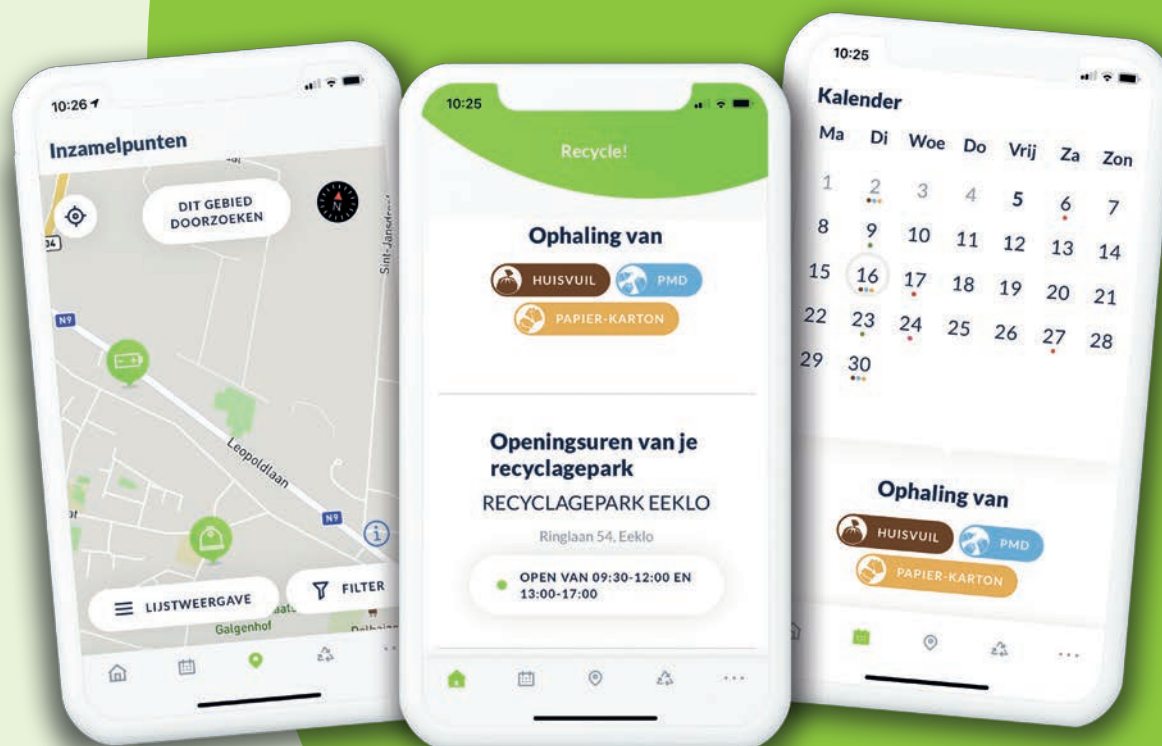 10:26
Inzamelpunten
DIT GEBIED
DOORZOEKEN
N
Sint-Jansdreef
N9
Leopoldlaan
N9
LIJSTWEERGAVE
FILTER
Galgenhof
10:25
Recycle!
Ophaling van
HUISVUIL
PMD
PAPIER-KARTON
Openingsuren van je
recyclagepark
RECYCLAGEPARK EEKLO
Ringlaan 54, Eeklo
OPEN VAN 09:30-12:00 EN
13:00-17:00
10:25
Kalender
Ma Di Woe Do Vrij Za Zon
1 2 3 4 5 6 7
8 9 10 11 12 13 14
15 16 17 18 19 20 21
22 23 24 25 26 27 28
29 30
Ophaling van
HUISVUIL
PMD
PAPIER-KARTON